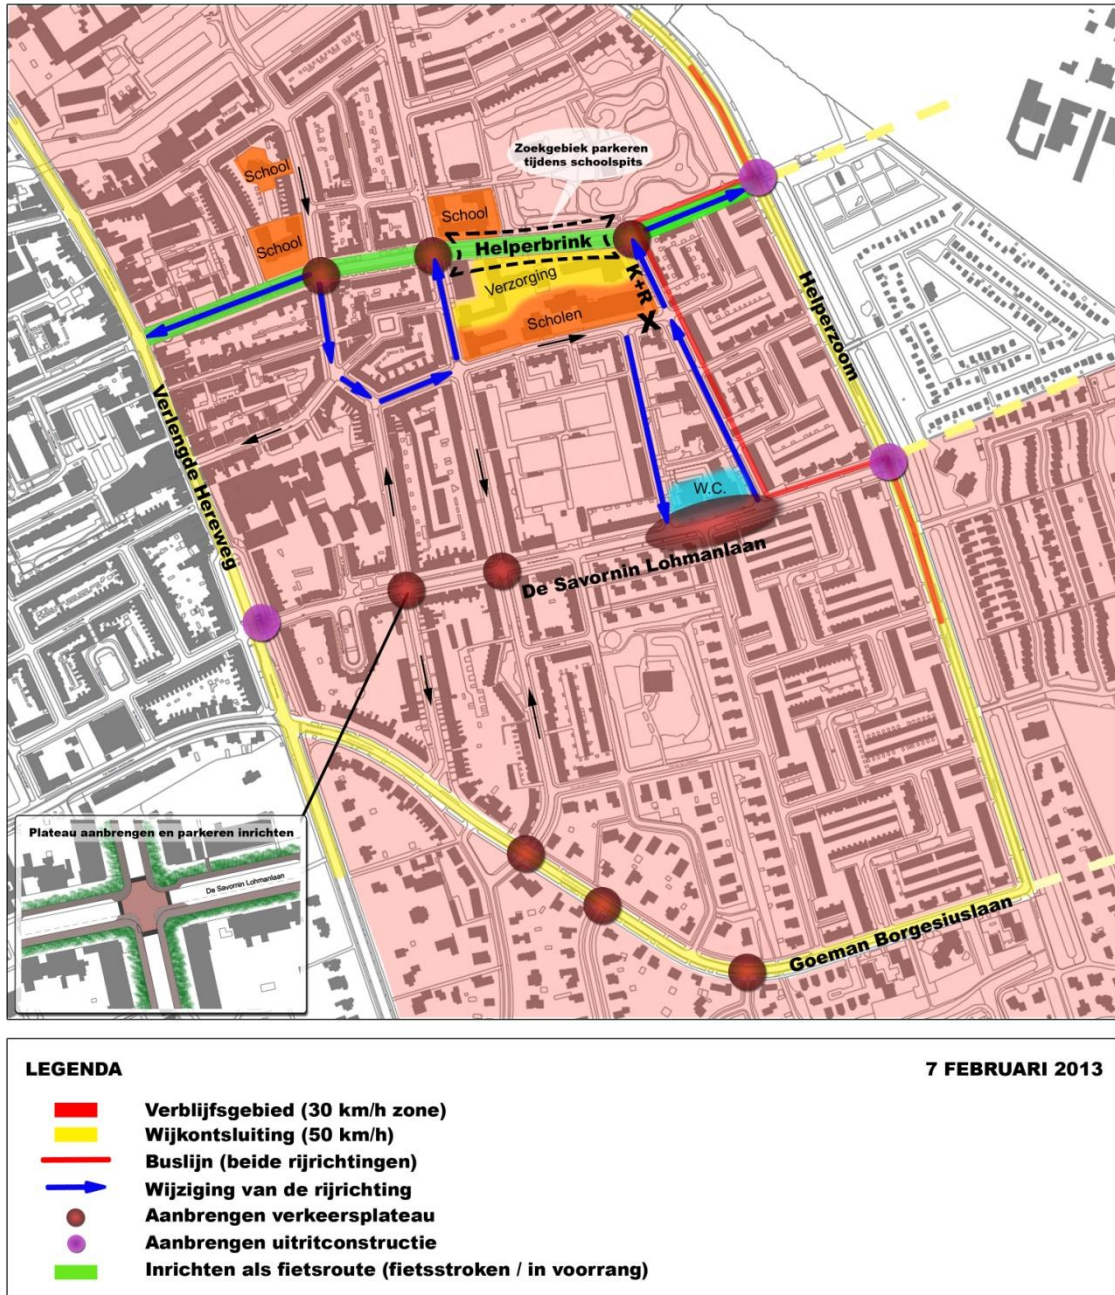 Zoekgebiek parkeren
tijdens schoolspits
School
School
School
Helperbrink
Verzorging
Scholen
K+R
X
Helperzoom
Verlengde Hereweg
W.C.
De Savornin Lohmanlaan
Plateau aanbrengen en parkeren inrichten
De Savornin Lohmanlaan
Goeman Borgesiuslaan
LEGENDA
7 FEBRUARI 2013
Verblijfsgebied (30 km/h zone)
Wijkontsluiting (50 km/h)
Buslijn (beide rijrichtingen)
Wijziging van de rijrichting
Aanbrengen verkeersplateau
Aanbrengen uitritconstructie
Inrichten als fietsroute (fietsstroken / in voorrang)